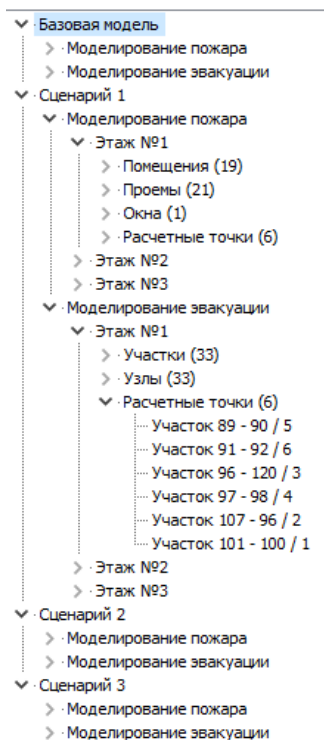 Базовая модель
Моделирование пожара
Моделирование эвакуации
Сценарий 1
Моделирование пожара
Этаж №1
Помещения (19)
Проемы (21)
Окна (1)
Расчетные точки (6)
Этаж №2
Этаж №3
Моделирование эвакуации
Этаж №1
Участки (33)
Узлы (33)
Расчетные точки (6)
Участок 89 - 90 / 5
Участок 91 - 92 / 6
Участок 96 - 120 / 3
Участок 97 - 98 / 4
Участок 107 - 96 / 2
Участок 101 - 100 / 1
Этаж №2
Этаж №3
Сценарий 2
Моделирование пожара
Моделирование эвакуации
Сценарий 3
Моделирование пожара
Моделирование эвакуации